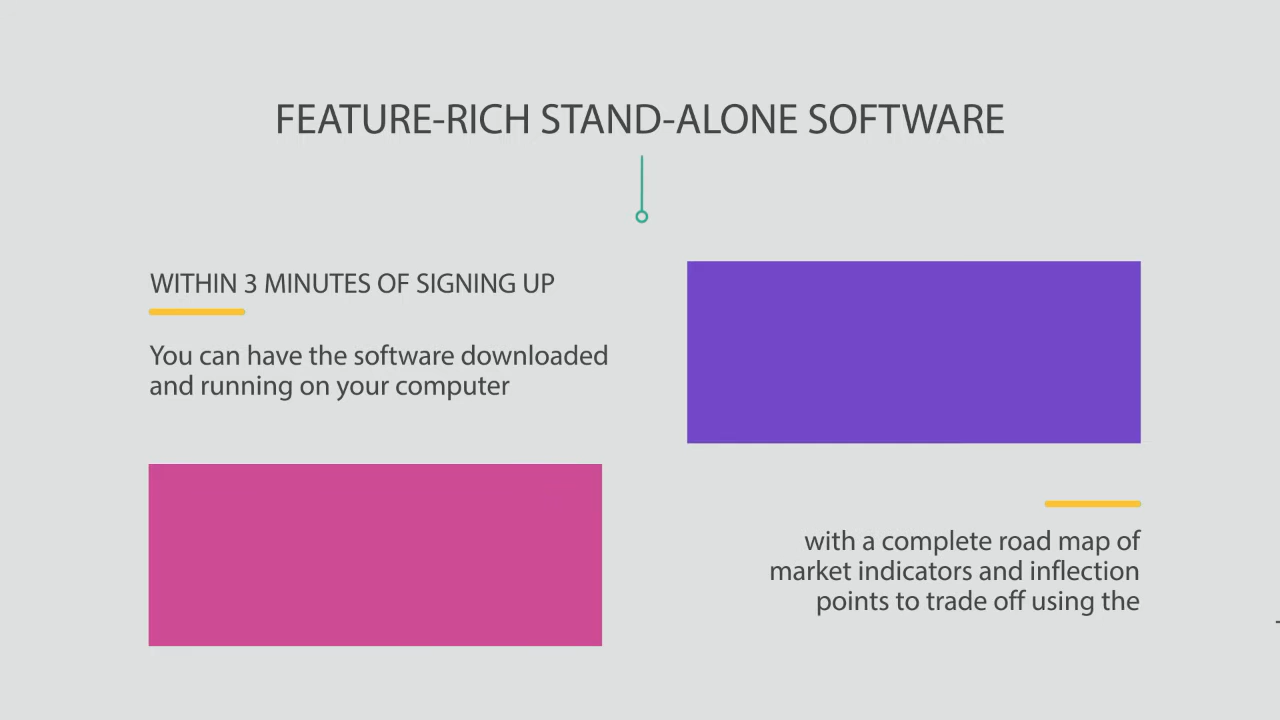 FEATURE-RICH STAND-ALONE SOFTWARE
WITHIN 3 MINUTES OF SIGNING UP
You can have the software downloaded
and running on your computer
with a complete road map of
market indicators and inflection
points to trade off using the